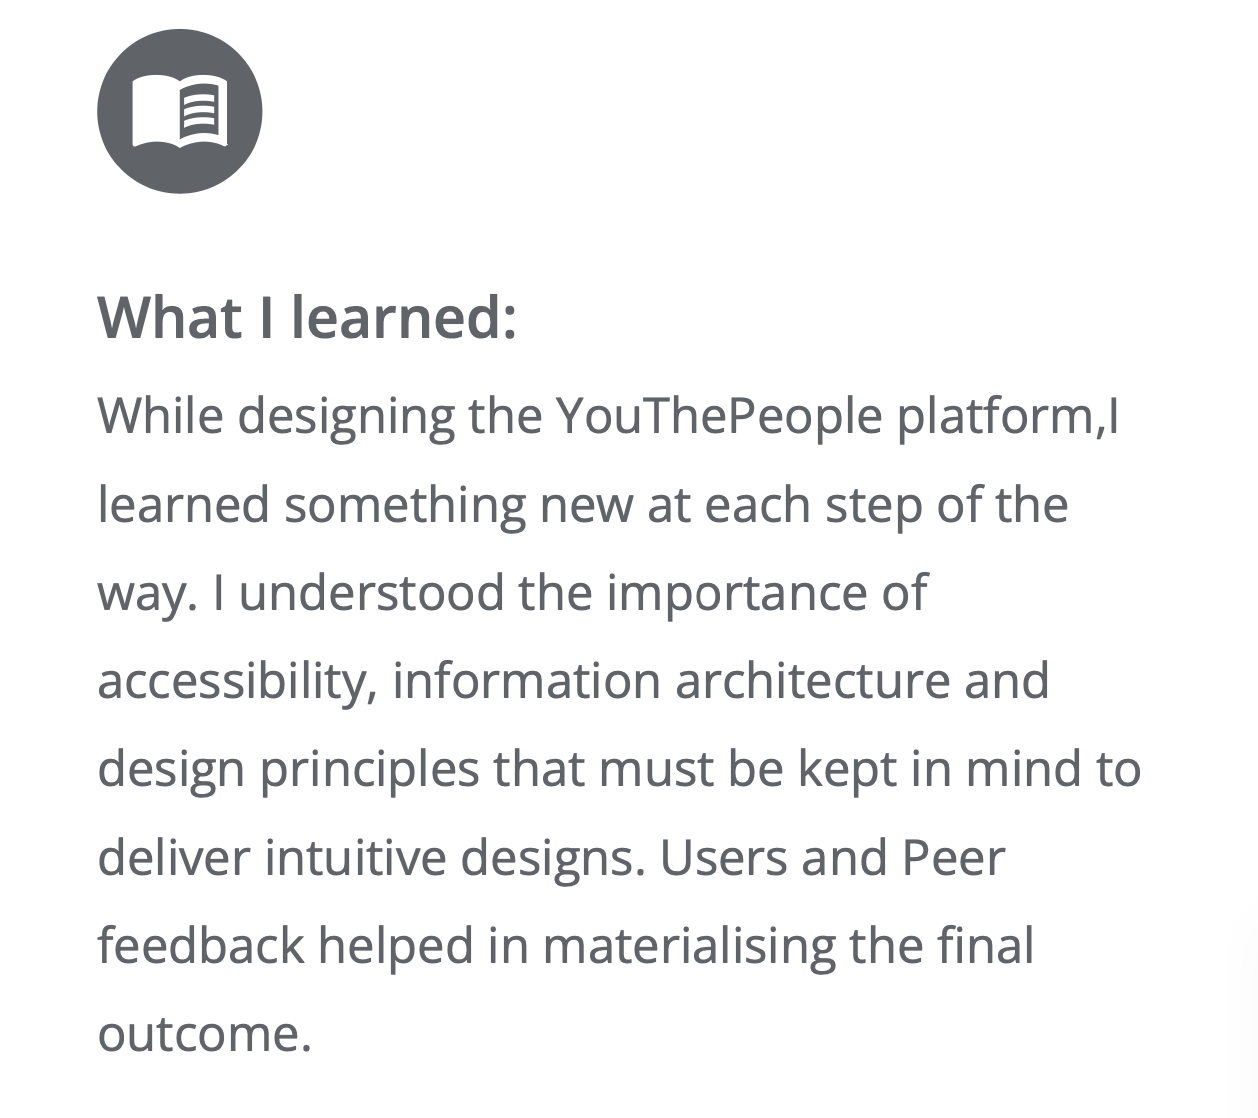 What I learned:
While designing the YouThePeople platform,I
learned something new at each step of the
way. I understood the importance of
accessibility, information architecture and
design principles that must be kept in mind to
deliver intuitive designs. Users and Peer
feedback helped in materialising the final
outcome.